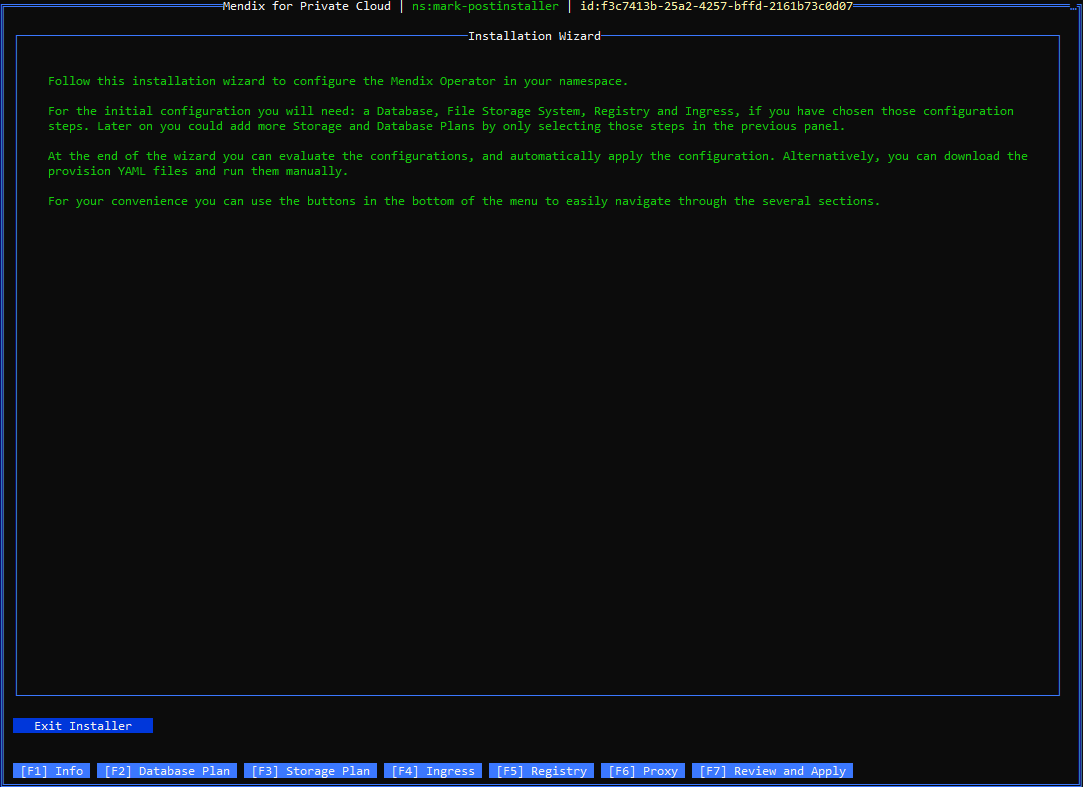 Mendix for Private Cloud | ns:mark-postinstaller | id:f3c7413b-25a2-4257-bffd-2161b73c0d07
Installation Wizard
Follow this installation wizard to configure the Mendix Operator in your namespace.
For the initial configuration you will need: a Database, File Storage System, Registry and Ingress, if you have chosen those configuration
steps. Later on you could add more Storage and Database Plans by only selecting those steps in the previous panel.
At the end of the wizard you can evaluate the configurations, and automatically apply the configuration. Alternatively, you can download the
provision YAML files and run them manually.
For your convenience you can use the buttons in the bottom of the menu to easily navigate through the several sections.
Exit Installer
[F1] Info [F2] Database Plan [F3] Storage Plan [F4] Ingress [F5] Registry [F6] Proxy [F7] Review and Apply